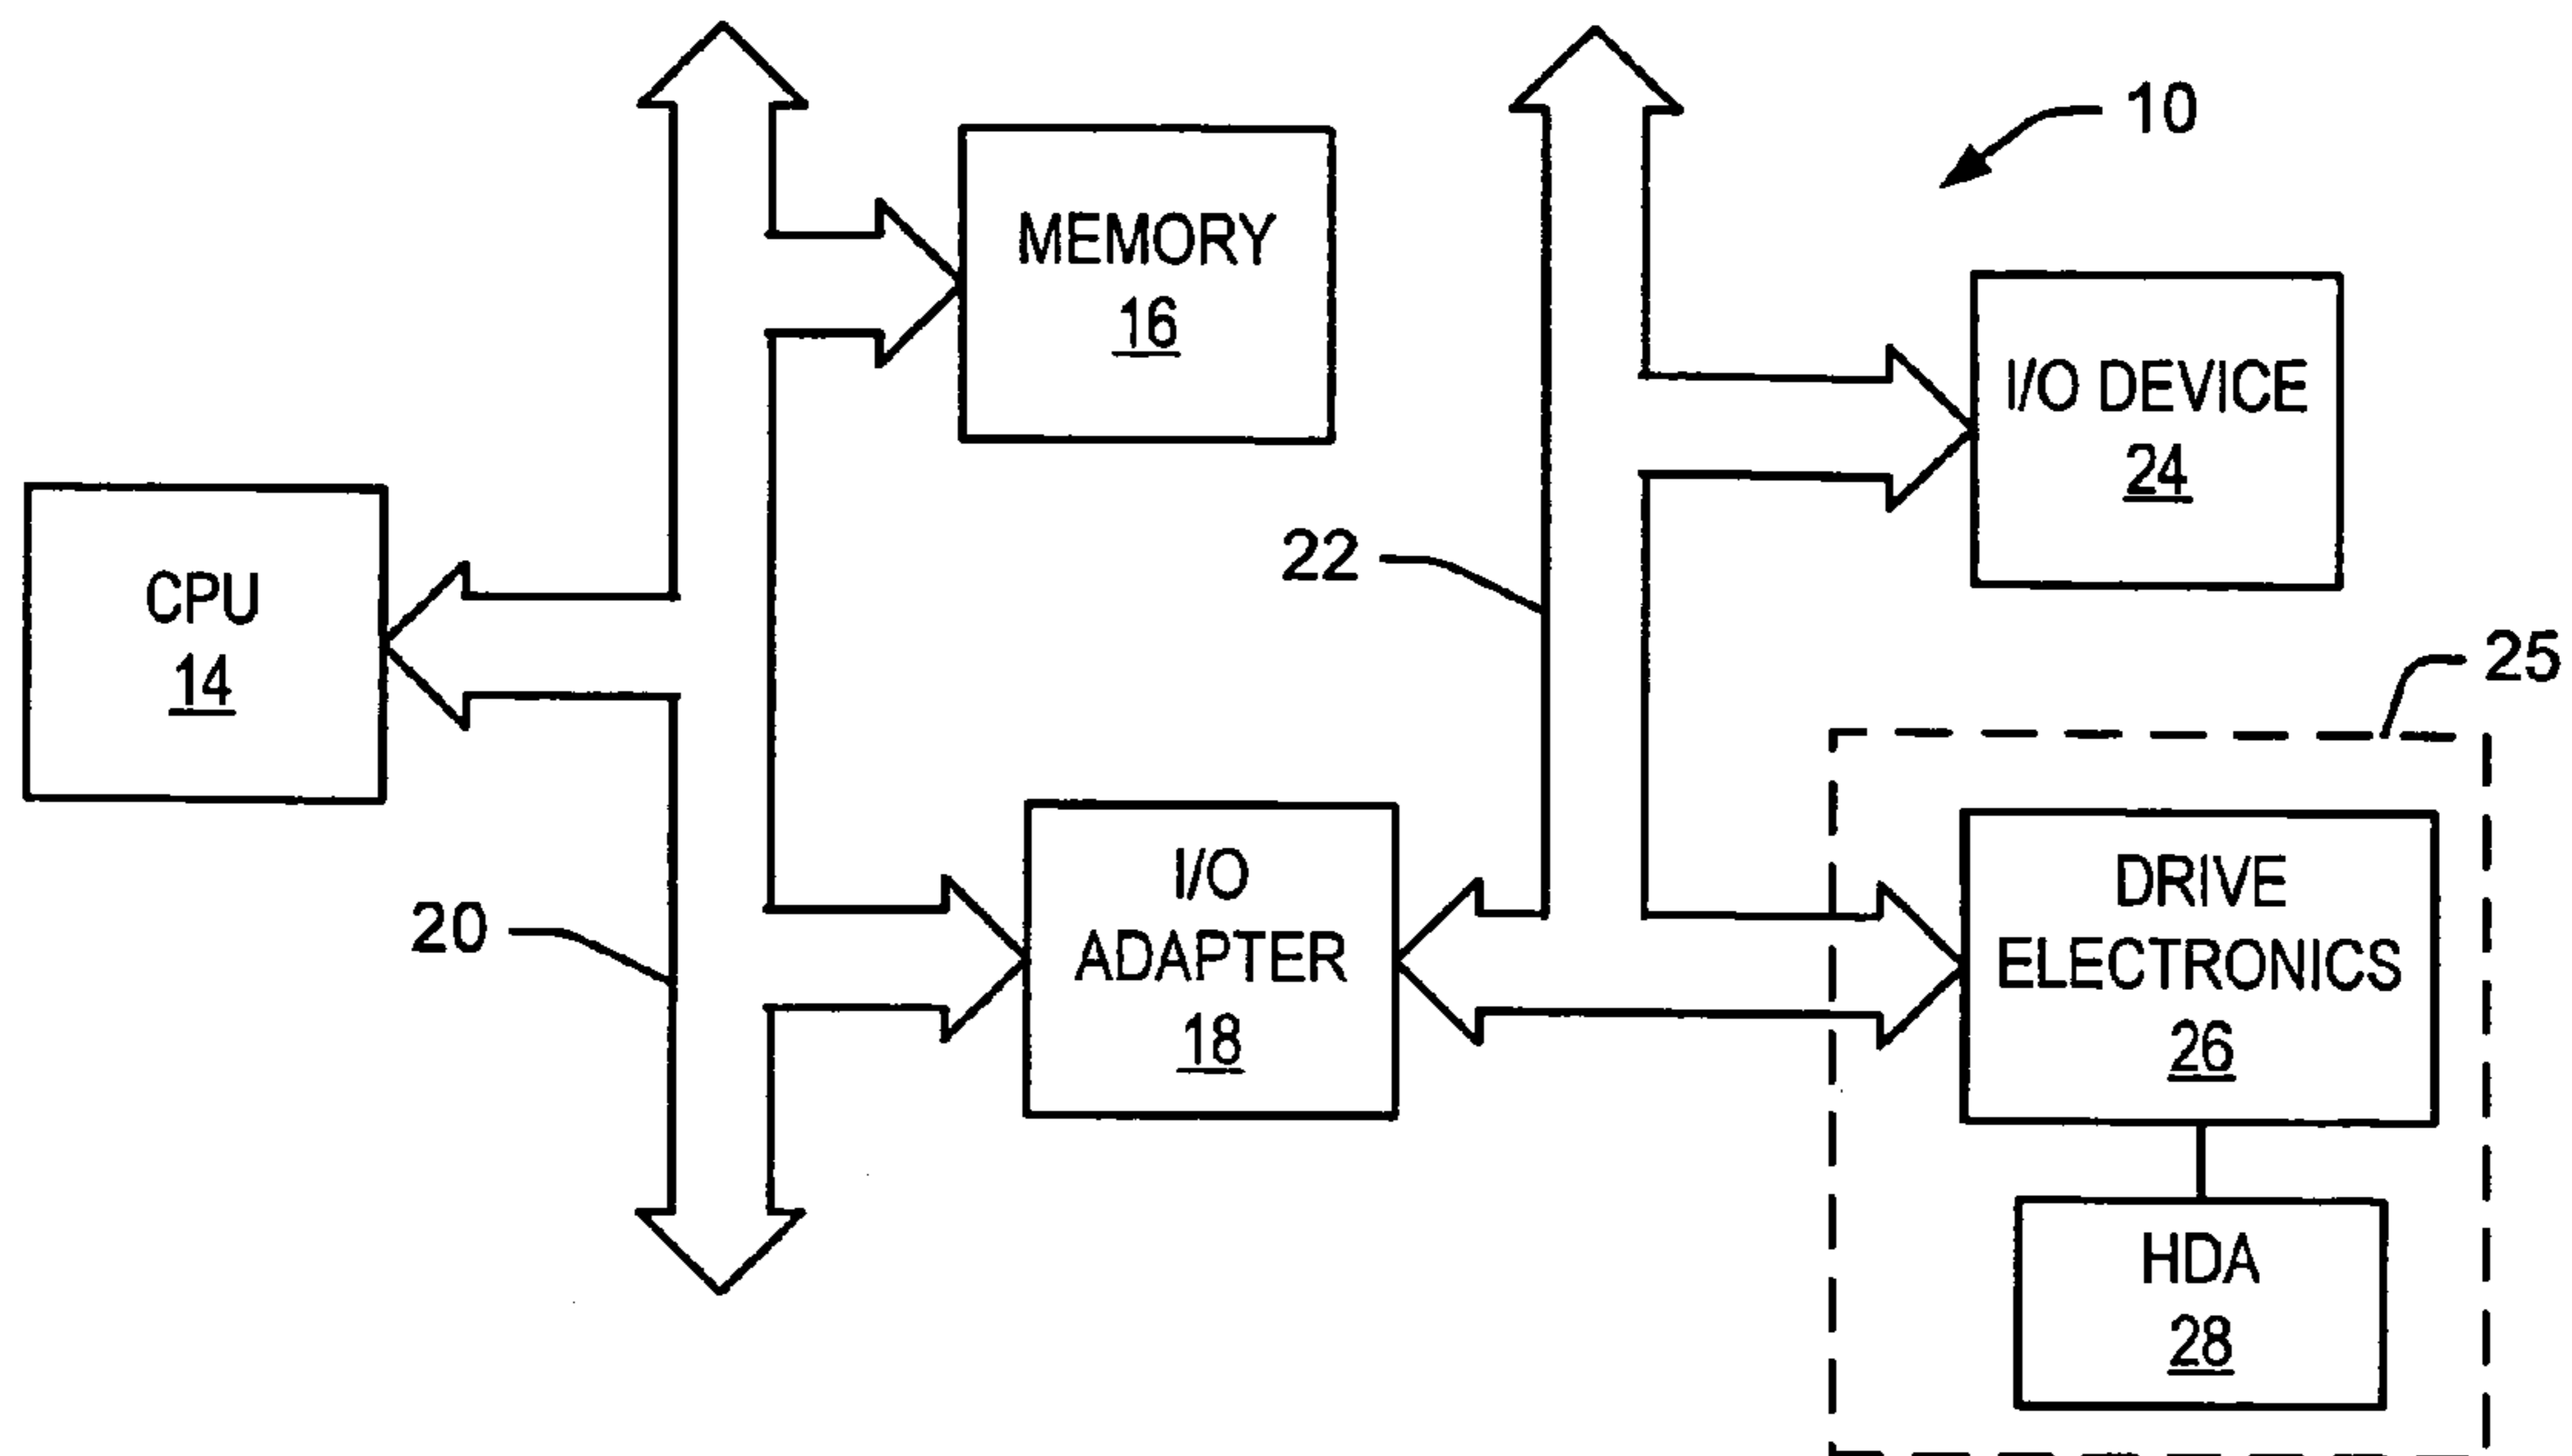 10
MEMORY
16
I/O DEVICE
24
22
CPU
14
25
I/O
ADAPTER
18
DRIVE
ELECTRONICS
26
20
HDA
28